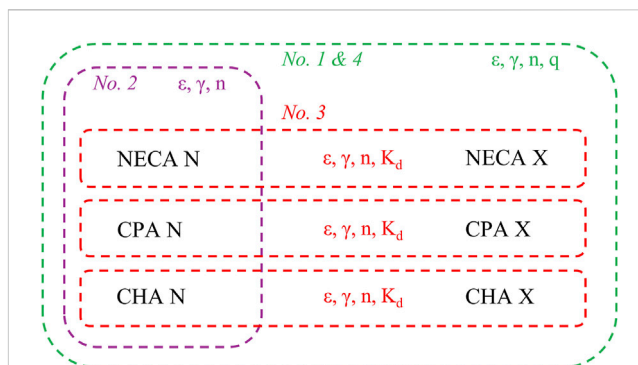 No. 1 & 4 ε, γ, n, q
No. 2 ε, γ, n
No. 3
NECA N ε, γ, n, Kd NECA X
CPA N ε, γ, n, Kd CPA X
CHA N ε, γ, n, Kd CHA X